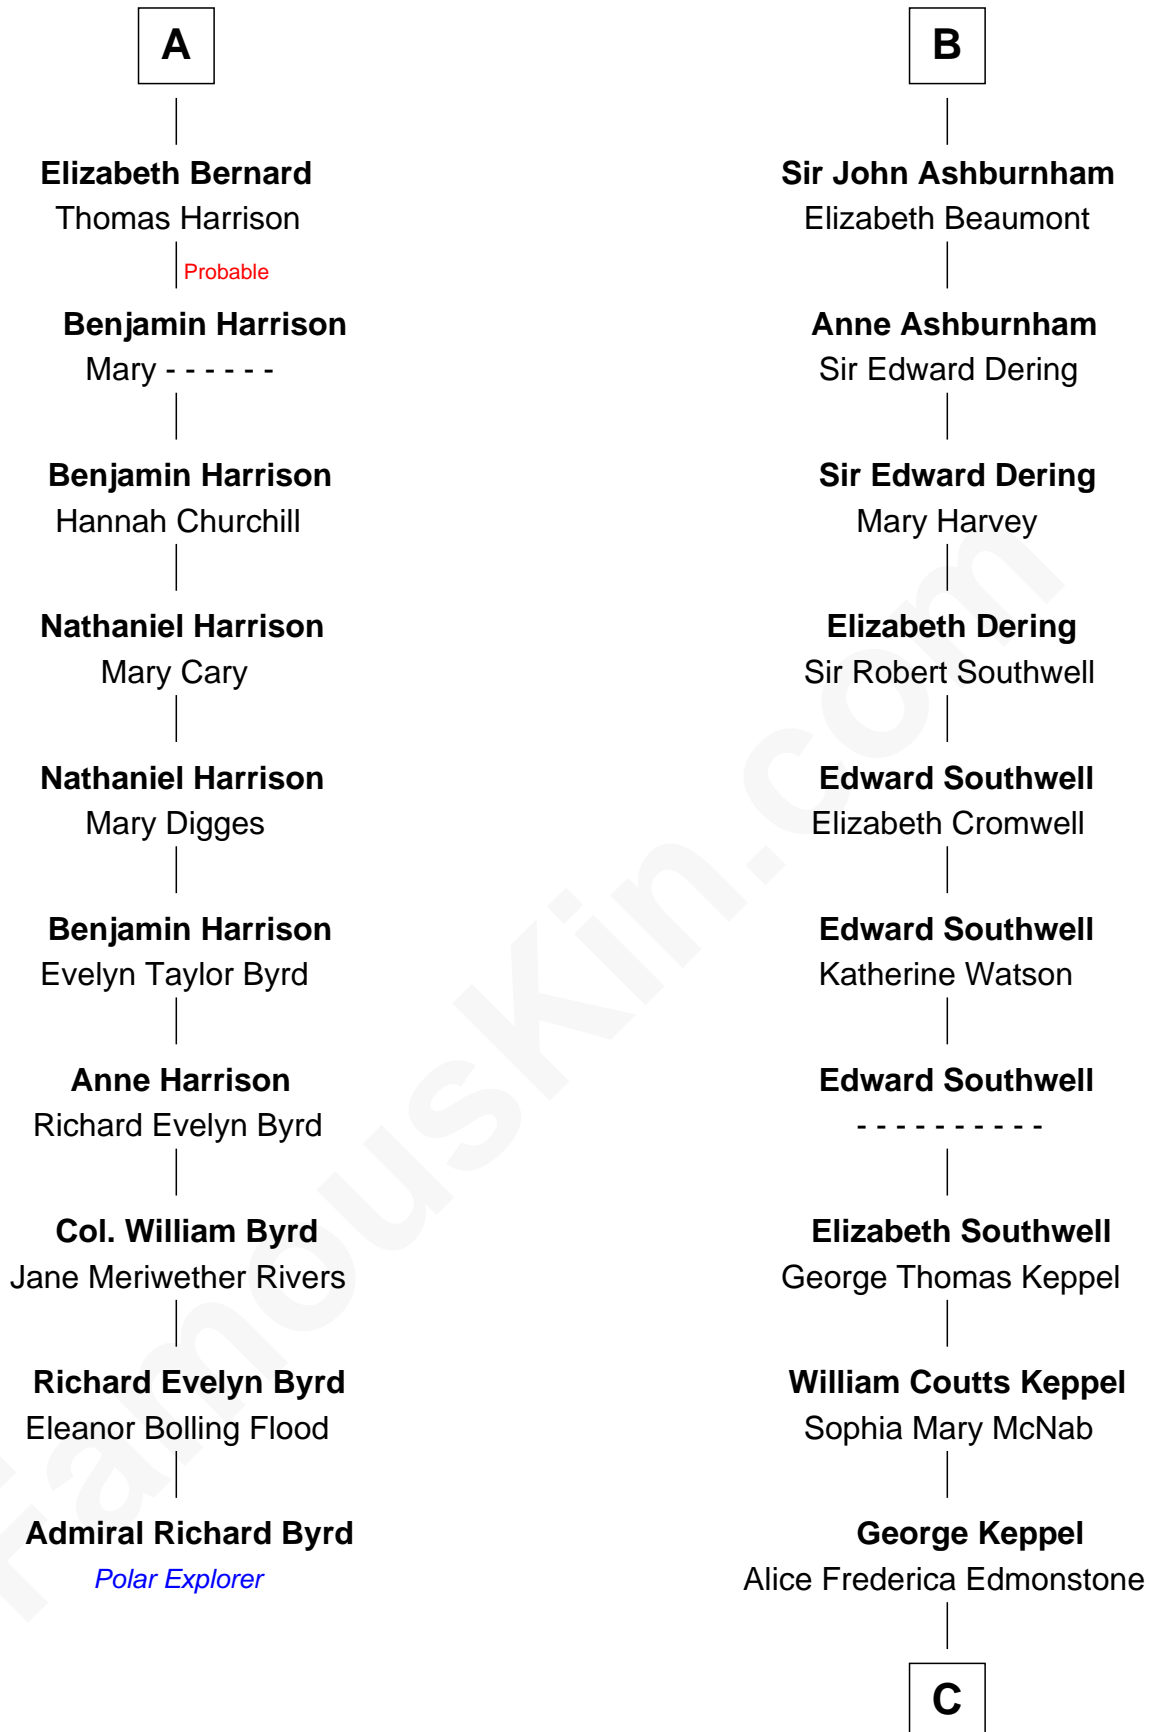 A
Elizabeth Bernard
Thomas Harrison
Probable
Benjamin Harrison
Mary - - - - - -
Benjamin Harrison
Hannah Churchill
Nathaniel Harrison
Mary Cary
Nathaniel Harrison
Mary Digges
Benjamin Harrison
Evelyn Taylor Byrd
Anne Harrison
Richard Evelyn Byrd
Col. William Byrd
Jane Meriwether Rivers
Richard Evelyn Byrd
Eleanor Bolling Flood
Admiral Richard Byrd
Polar Explorer
B
Sir John Ashburnham
Elizabeth Beaumont
Anne Ashburnham
Sir Edward Dering
Sir Edward Dering
Mary Harvey
Elizabeth Dering
Sir Robert Southwell
Edward Southwell
Elizabeth Cromwell
Edward Southwell
Katherine Watson
Edward Southwell
- - - - - - - - - -
Elizabeth Southwell
George Thomas Keppel
William Coutts Keppel
Sophia Mary McNab
George Keppel
Alice Frederica Edmonstone
C
FamousKin.com